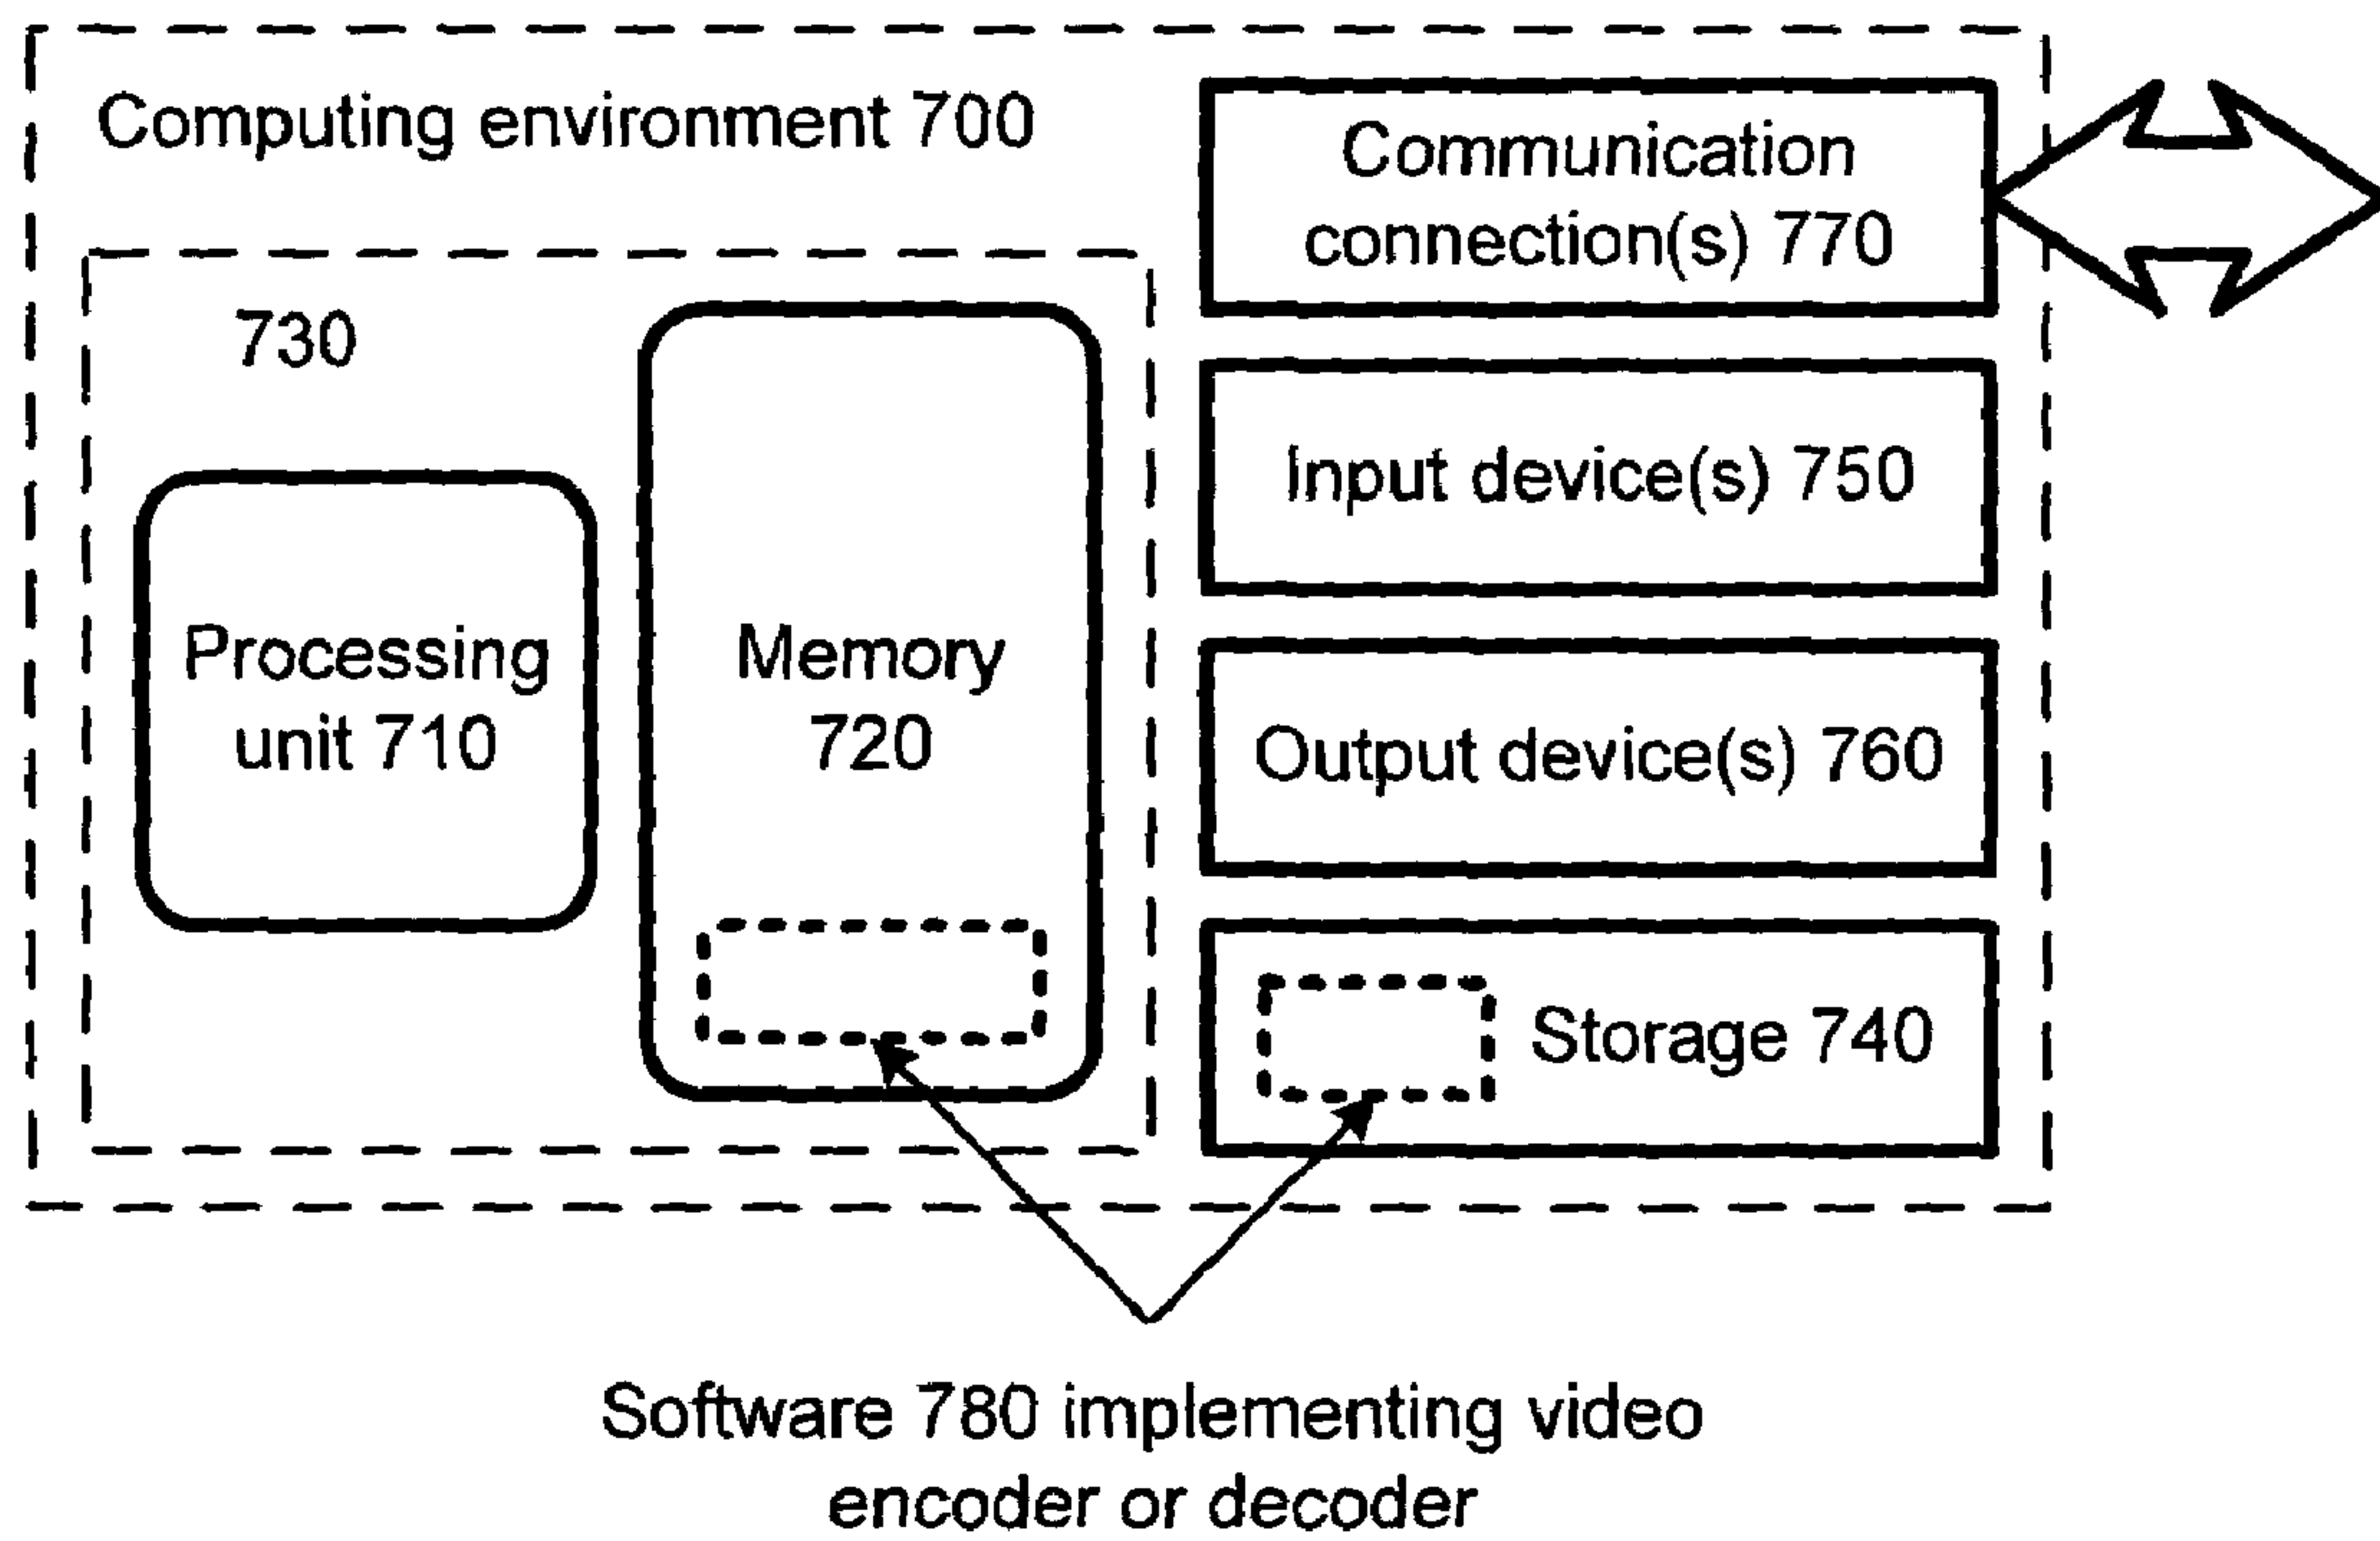 Computing environment 700
730
Processing
unit 710
Memory
720
Communication
connection(s) 770
Input device(s) 750
Output device(s) 760
Storage 740
Software 780 implementing video
encoder or decoder